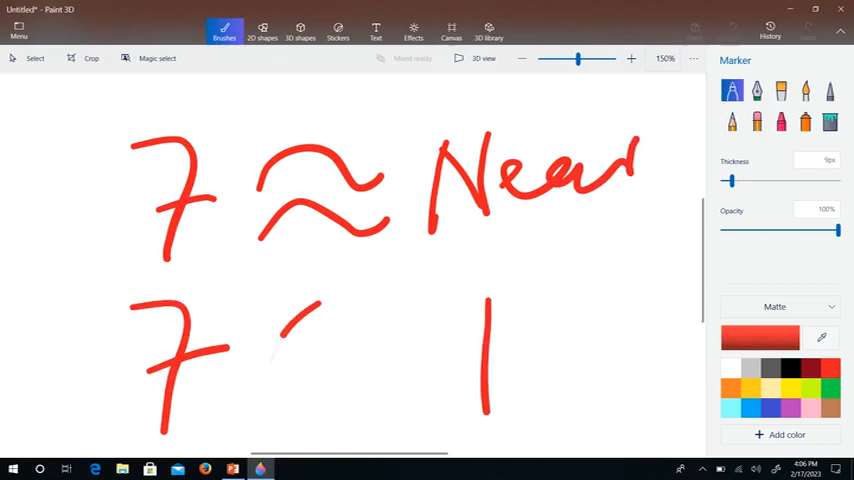 Untitled* - Paint 3D
Menu Brushes 2D shapes 3D shapes Stickers Text Effects Canvas 3D library History
Select Crop Magic select Mixed reality 3D view 150%
Marker
Thickness 9px
Opacity 100%
Matte
Add color
7 ≈ Near
7 1
4:06 PM
2/17/2023